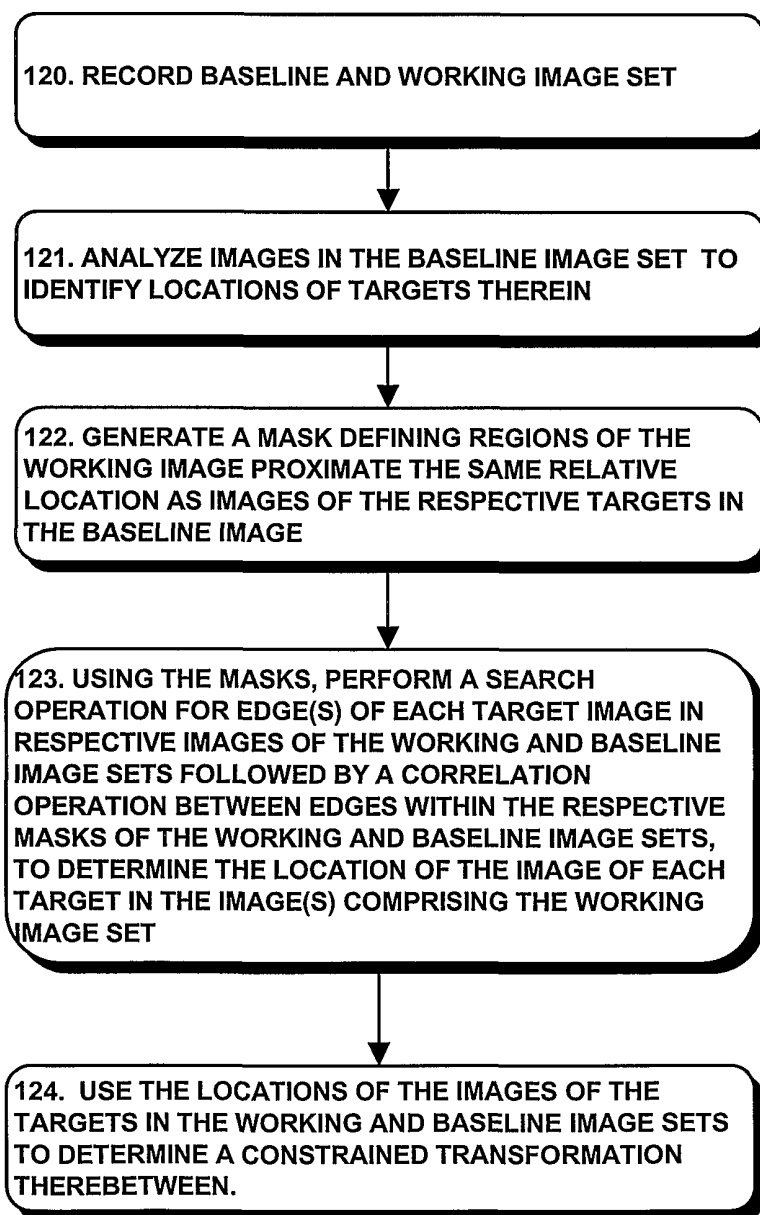 120. RECORD BASELINE AND WORKING IMAGE SET
121. ANALYZE IMAGES IN THE BASELINE IMAGE SET TO
IDENTIFY LOCATIONS OF TARGETS THEREIN
122. GENERATE A MASK DEFINING REGIONS OF THE
WORKING IMAGE PROXIMATE THE SAME RELATIVE
LOCATION AS IMAGES OF THE RESPECTIVE TARGETS IN
THE BASELINE IMAGE
123. USING THE MASKS, PERFORM A SEARCH
OPERATION FOR EDGE(S) OF EACH TARGET IMAGE IN
RESPECTIVE IMAGES OF THE WORKING AND BASELINE
IMAGE SETS FOLLOWED BY A CORRELATION
OPERATION BETWEEN EDGES WITHIN THE RESPECTIVE
MASKS OF THE WORKING AND BASELINE IMAGE SETS,
TO DETERMINE THE LOCATION OF THE IMAGE OF EACH
TARGET IN THE IMAGE(S) COMPRISING THE WORKING
IMAGE SET
124. USE THE LOCATIONS OF THE IMAGES OF THE
TARGETS IN THE WORKING AND BASELINE IMAGE SETS
TO DETERMINE A CONSTRAINED TRANSFORMATION
THEREBETWEEN.